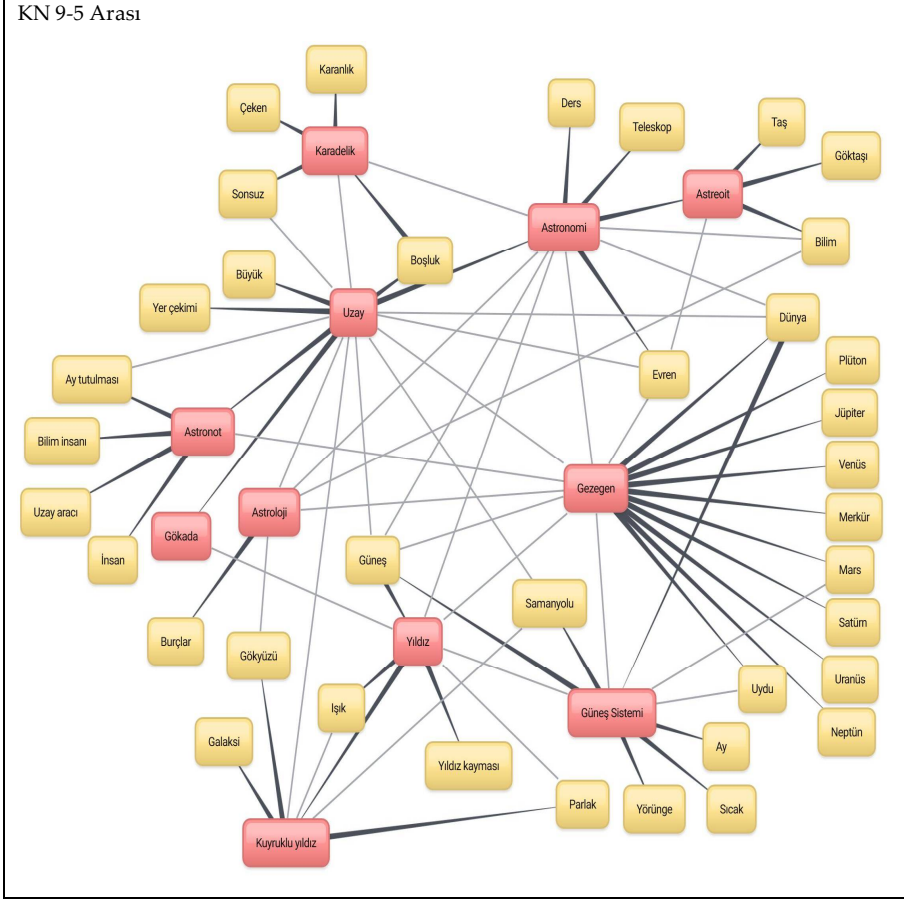 KN 9-5 Arası
Karanlık
Çeken
Ders
Teleskop
Taş
Karadelik
Göktaşı
Sonsuz
Astreoit
Astronomi
Bilim
Boşluk
Büyük
Yer çekimi
Uzay
Dünya
Plüton
Evren
Ay tutulması
Jüpiter
Astronot
Bilim insanı
Venüs
Gezegen
Uzay aracı
Astroloji
Merkür
Gökada
İnsan
Güneş
Mars
Samanyolu
Satüm
Burçlar
Yıldız
Gökyüzü
Uranüs
Uydu
Işık
Güneş Sistemi
Neptün
Galaksi
Ay
Yıldız kayması
Parlak
Yörünge
Sıcak
Kuyruklu yıldız